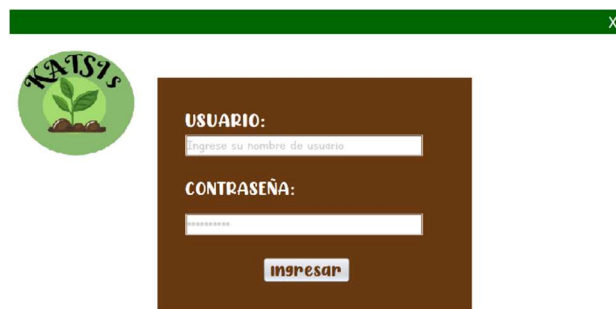 X
KATSIS
USUARIO:
Ingrese su nombre de usuario
CONTRASEÑA:
**********
Ingresar